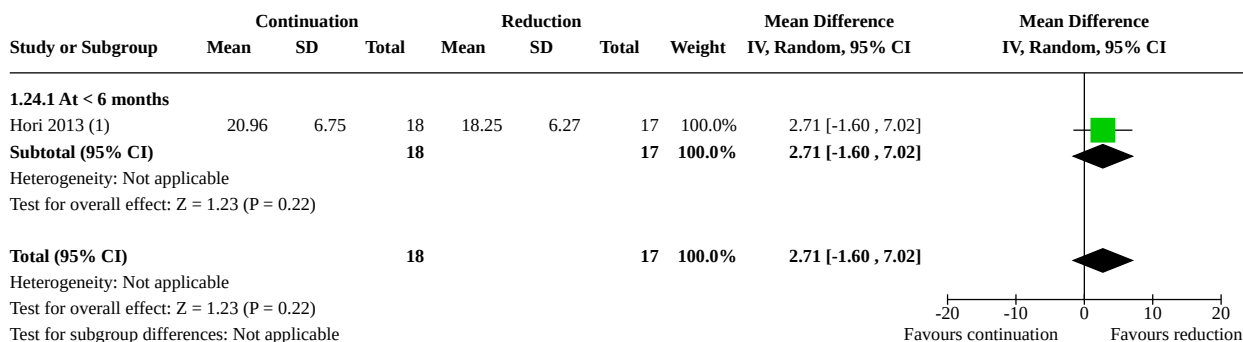 Continuation Reduction Mean Difference Mean Difference
Study or Subgroup Mean SD Total Mean SD Total Weight IV, Random, 95% CI IV, Random, 95% CI
1.24.1 At < 6 months
Hori 2013 (1) 20.96 6.75 18 18.25 6.27 17 100.0% 2.71 [-1.60 , 7.02]
Subtotal (95% CI) 18 17 100.0% 2.71 [-1.60 , 7.02]
Heterogeneity: Not applicable
Test for overall effect: Z = 1.23 (P = 0.22)
Total (95% CI) 18 17 100.0% 2.71 [-1.60 , 7.02]
Heterogeneity: Not applicable
Test for overall effect: Z = 1.23 (P = 0.22)
-20 -10 0 10 20
Test for subgroup differences: Not applicable Favours continuation Favours reduction